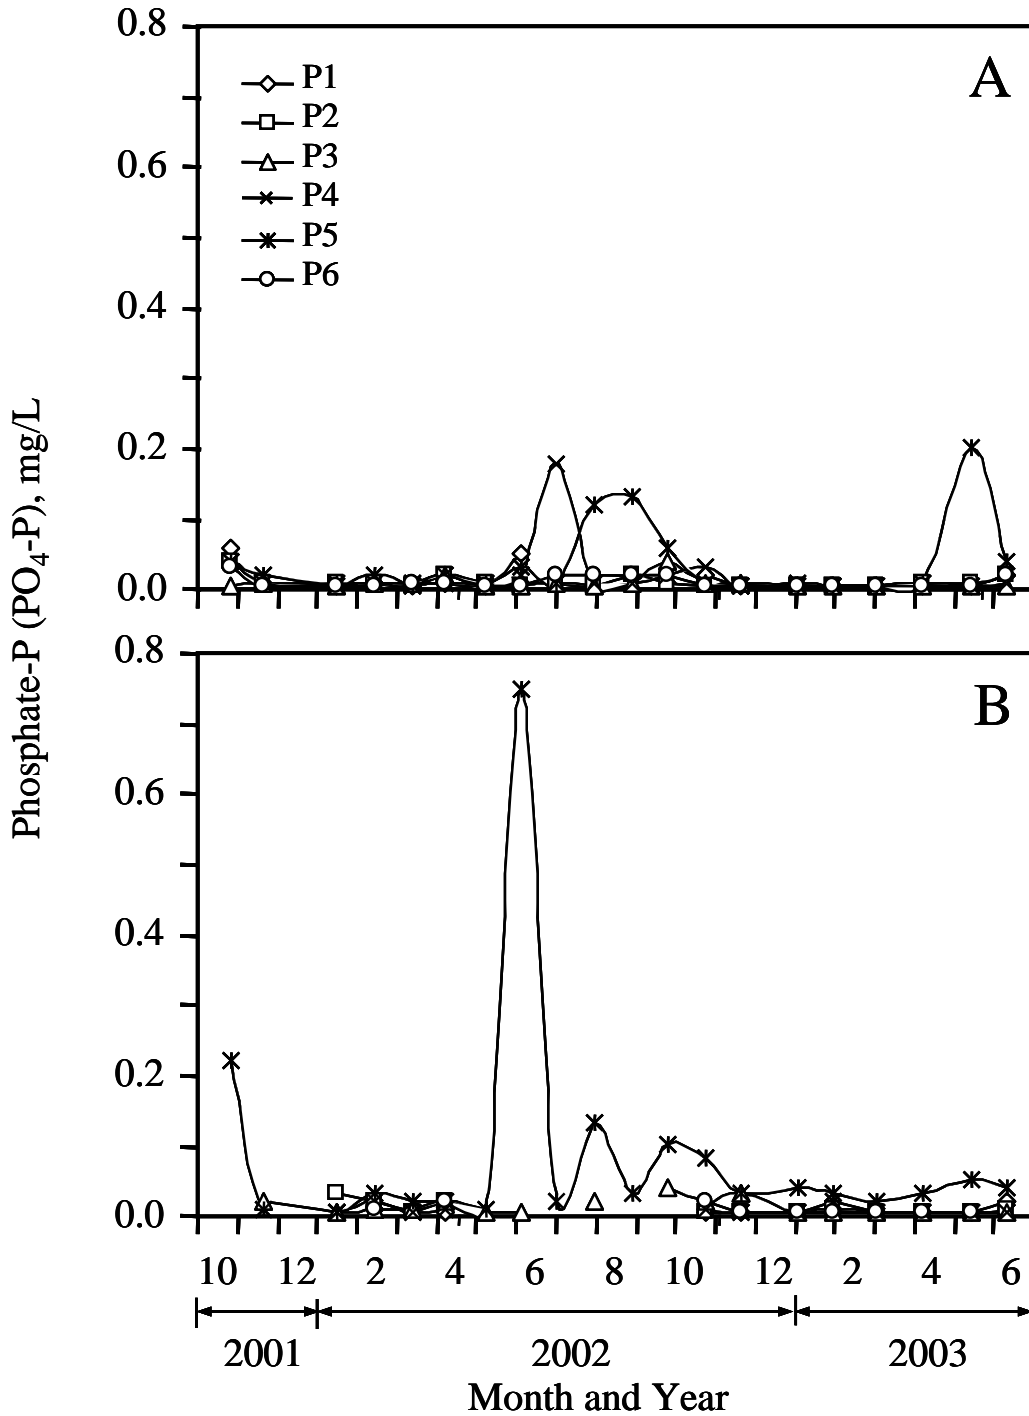 0.8
0.6
0.4
0.2
0.0
P1
P2
P3
P4
P5
P6
A
Phosphate-P (PO4-P), mg/L
0.8
0.6
0.4
0.2
0.0
B
10 12 2 4 6 8 10 12 2 4 6
2001 2002 2003
Month and Year